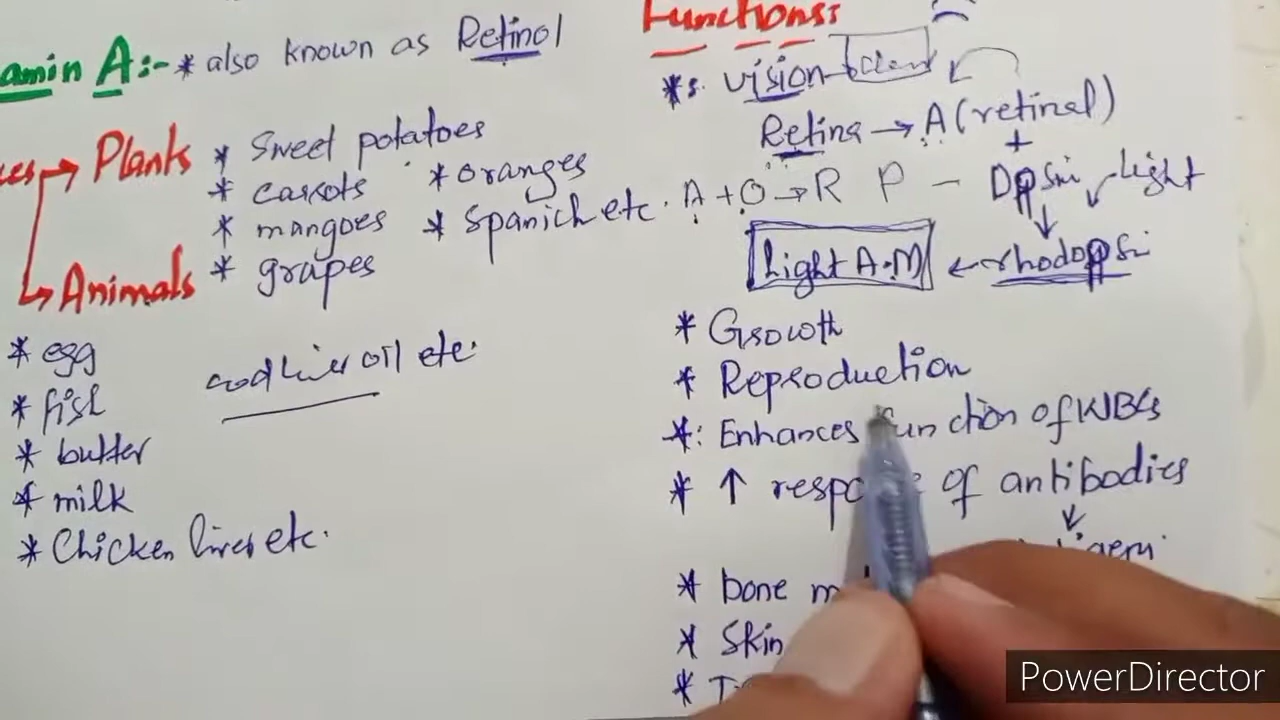 amin A:- * also known as Retinol
ces → Plants
* Sweet potatoes
* carrots * oranges
* mangoes * Spanich etc.
* grapes
Animals
* egg
* fish
* butter
* milk
* Chicken liver etc.
cod liver oil etc.
Functions:
*: Vision
Retina → A (retinal)
+
A + O → R P - Opsin light
Light A.M ← rhodopsin
* Growth
* Reproduction
*: Enhances function of WBCs
* ↑ of antibodies
* bone
* Skin
PowerDirector